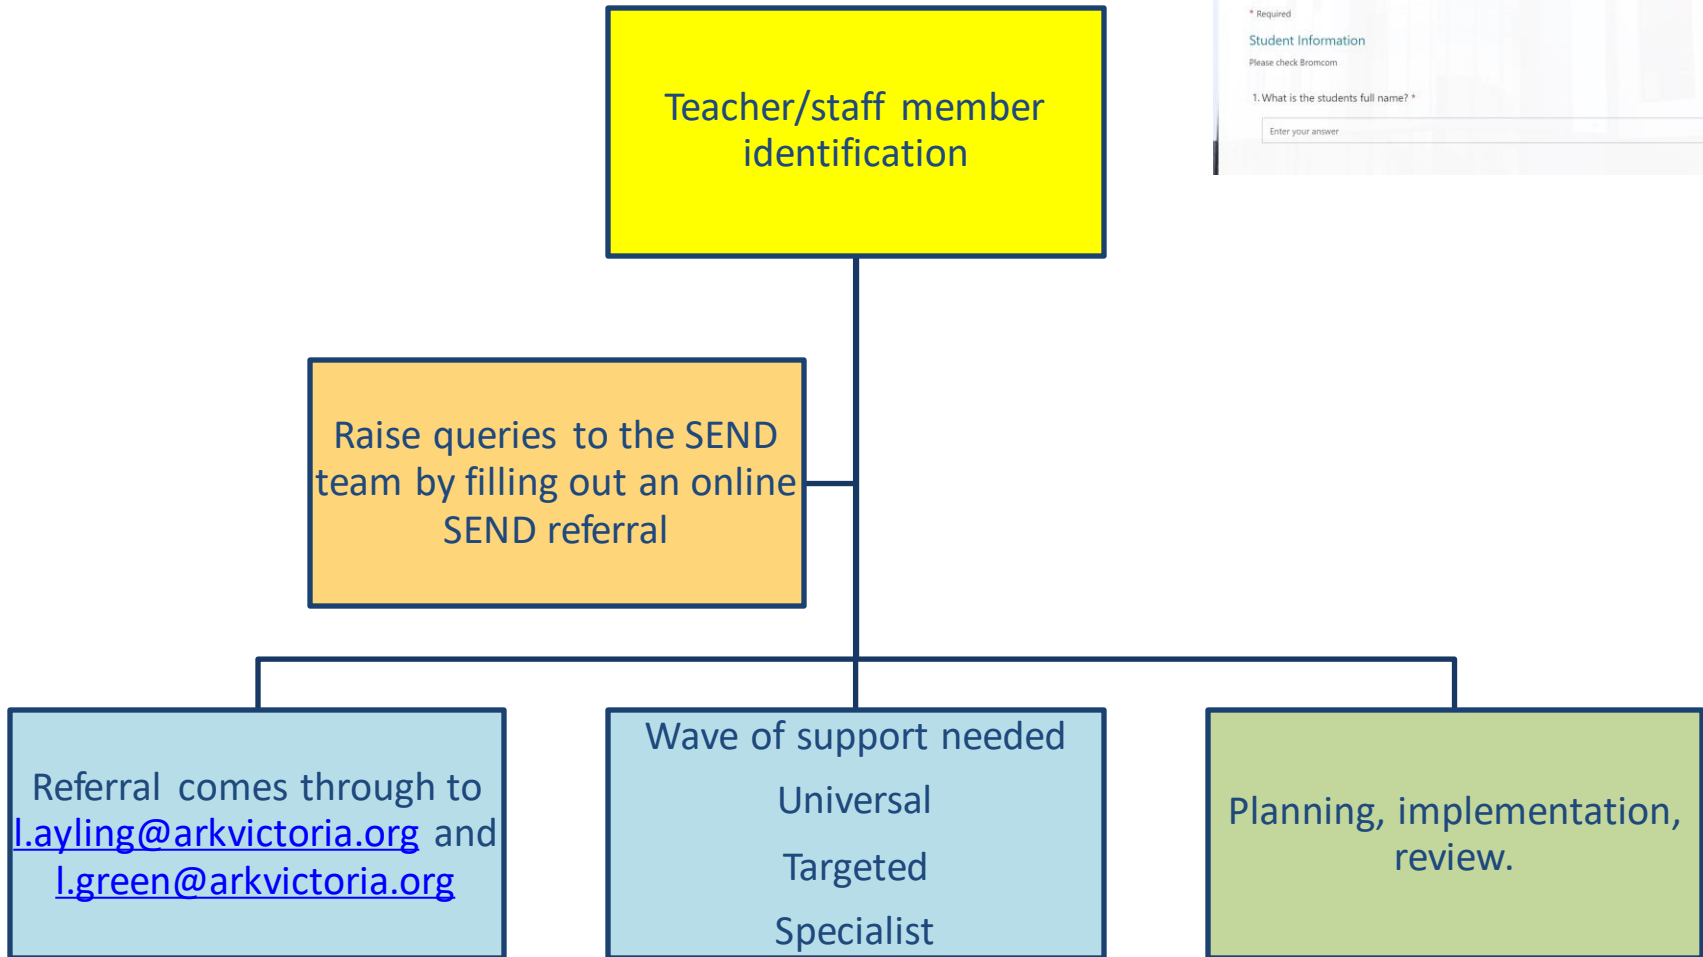 * Required
Student Information
Please check Bromcom
1. What is the students full name? *
Enter your answer
Teacher/staff member
identification
Raise queries to the SEND
team by filling out an online
SEND referral
Referral comes through to
l.ayling@arkvictoria.org and
l.green@arkvictoria.org
Wave of support needed
Universal
Targeted
Specialist
Planning, implementation,
review.